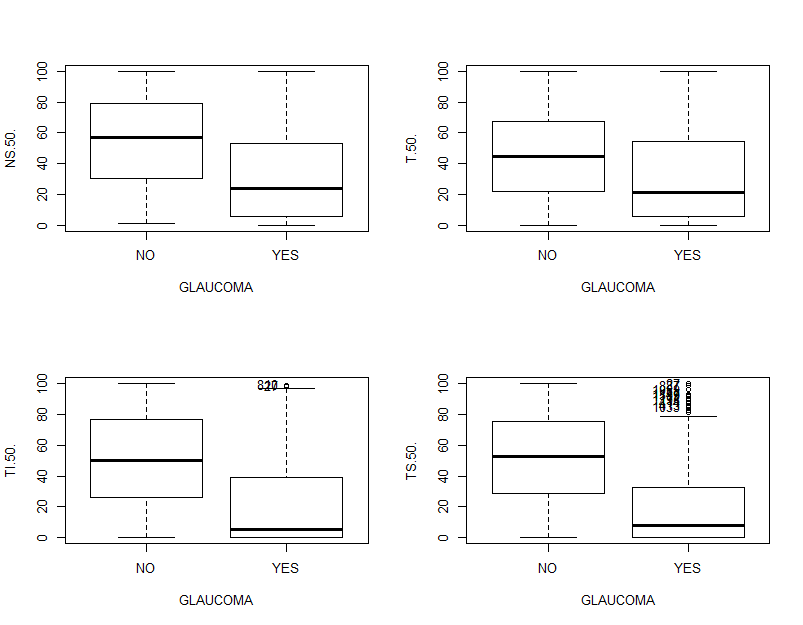 NS.50.
100
80
60
40
20
0
NO YES
GLAUCOMA
T.50.
100
80
60
40
20
0
NO YES
GLAUCOMA
TI.50.
100
80
60
40
20
0
NO YES
GLAUCOMA
TS.50.
100
80
60
40
20
0
NO YES
GLAUCOMA